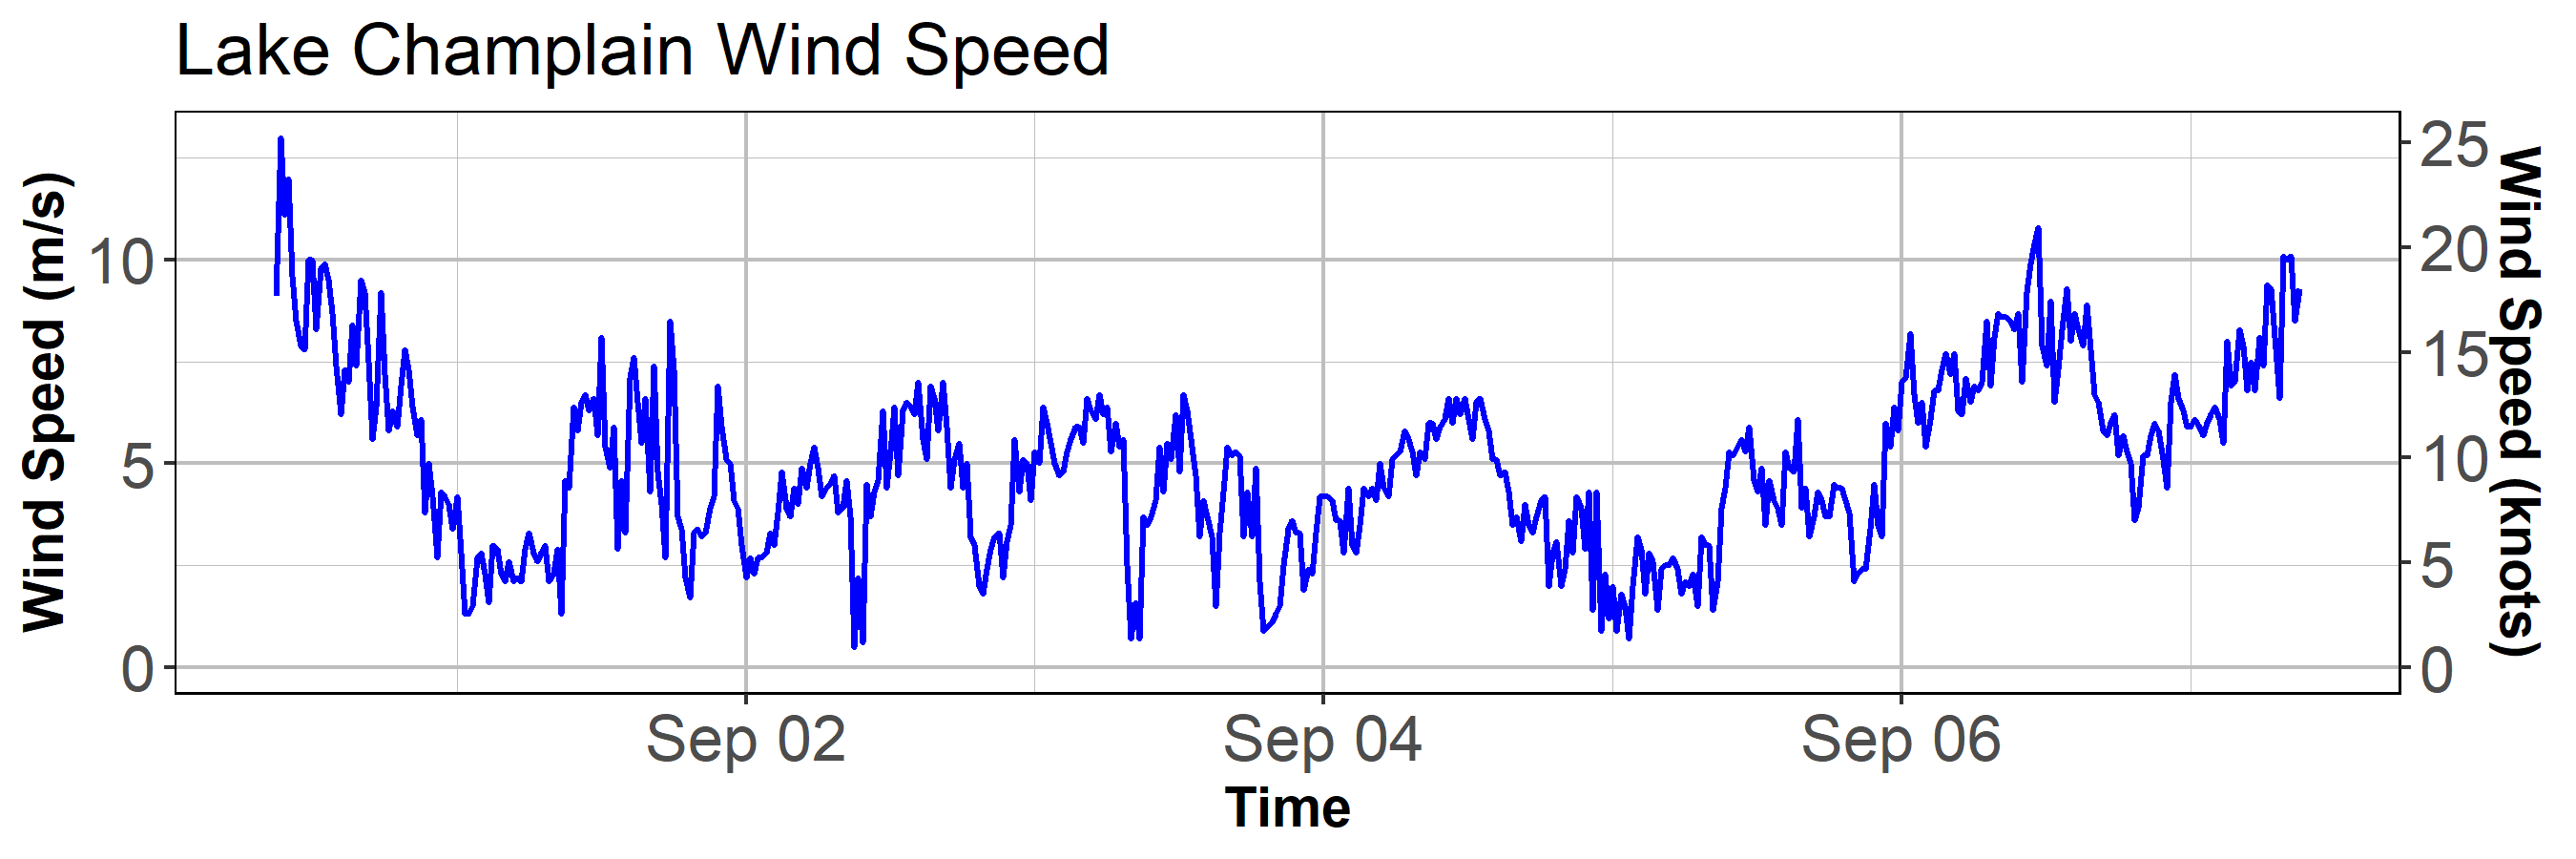 Lake Champlain Wind Speed
Wind Speed (m/s)
10
5
0
25
20
15
10
5
0
Wind Speed (knots)
Sep 02
Sep 04
Sep 06
Time